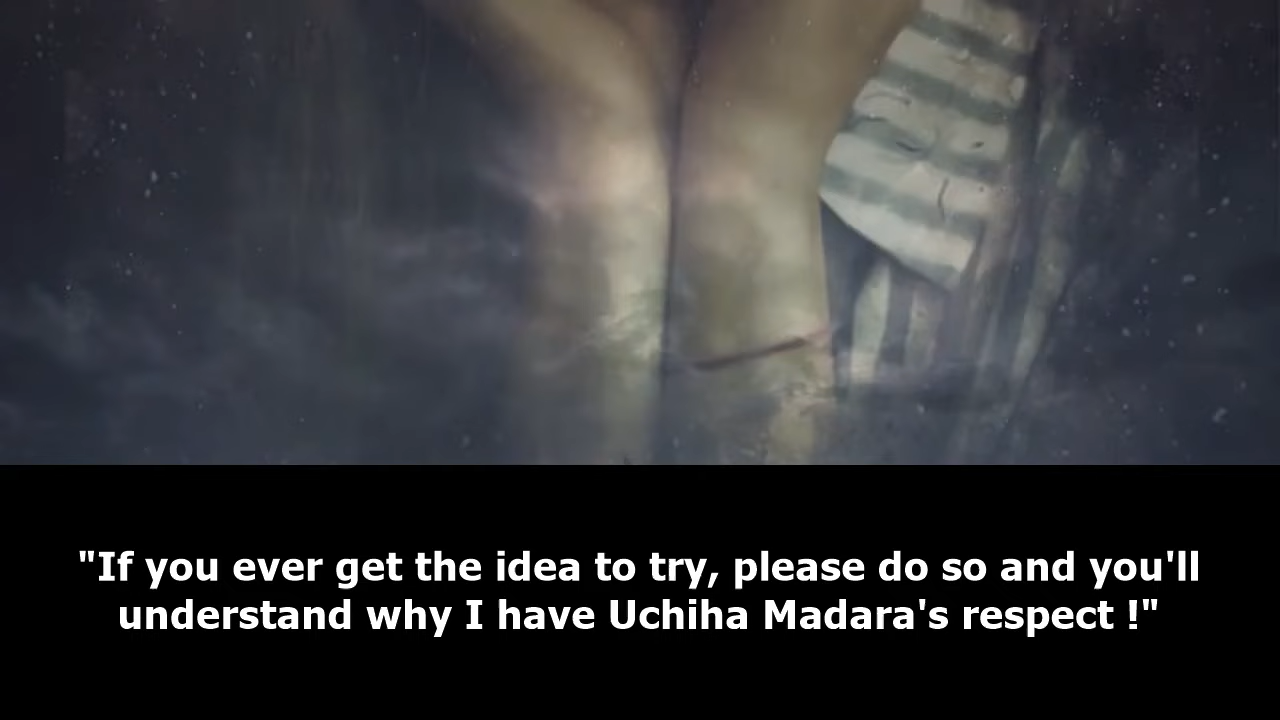 "If you ever get the idea to try, please do so and you'll
understand why I have Uchiha Madara's respect !"